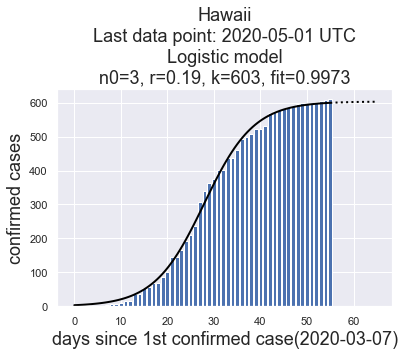 Hawaii
Last data point: 2020-05-01 UTC
Logistic model
n0=3, r=0.19, k=603, fit=0.9973
600
500
400
300
200
100
0
confirmed cases
0 10 20 30 40 50 60
days since 1st confirmed case(2020-03-07)